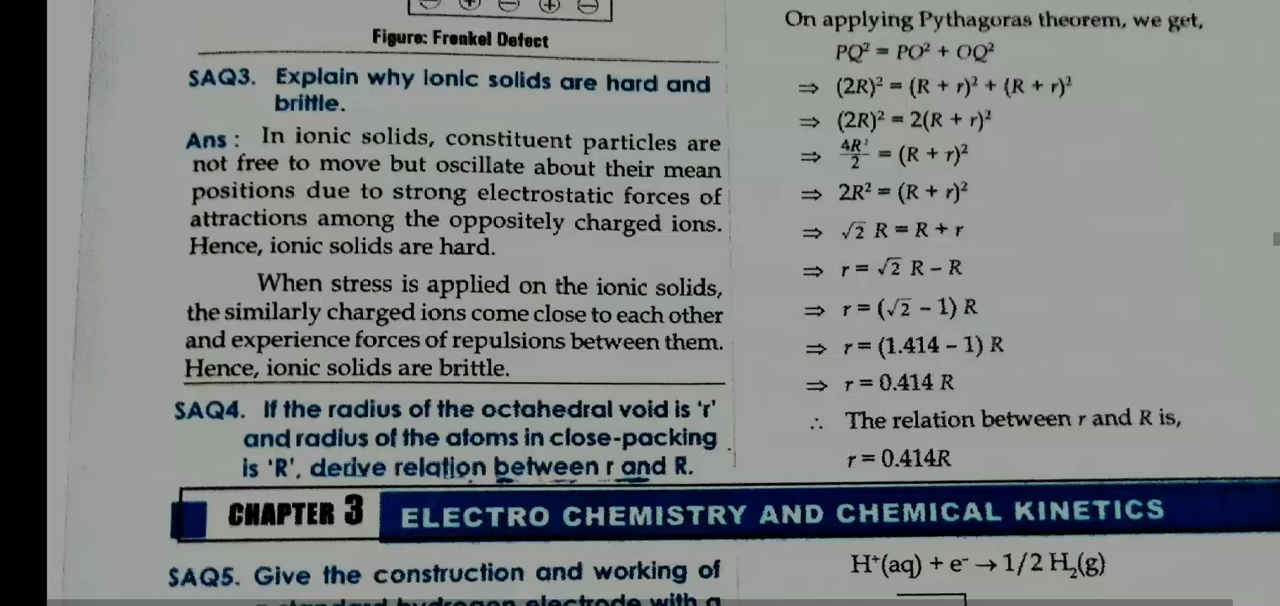 Figure: Frenkel Defect
SAQ3. Explain why ionic solids are hard and
brittle.
Ans : In ionic solids, constituent particles are
not free to move but oscillate about their mean
positions due to strong electrostatic forces of
attractions among the oppositely charged ions.
Hence, ionic solids are hard.
When stress is applied on the ionic solids,
the similarly charged ions come close to each other
and experience forces of repulsions between them.
Hence, ionic solids are brittle.
SAQ4. If the radius of the octahedral void is 'r'
and radius of the atoms in close-packing
is 'R', derive relation between r and R.
On applying Pythagoras theorem, we get,
PQ² = PO² + OQ²
⇒ (2R)² = (R + r)² + (R + r)²
⇒ (2R)² = 2(R + r)²
⇒ 4R²/2 = (R + r)²
⇒ 2R² = (R + r)²
⇒ √2 R = R + r
⇒ r = √2 R – R
⇒ r = (√2 – 1) R
⇒ r = (1.414 – 1) R
⇒ r = 0.414 R
∴ The relation between r and R is,
r = 0.414R
CHAPTER 3 ELECTRO CHEMISTRY AND CHEMICAL KINETICS
SAQ5. Give the construction and working of
a standard hydrogen electrode with a
H⁺(aq) + e⁻ → 1/2 H₂(g)